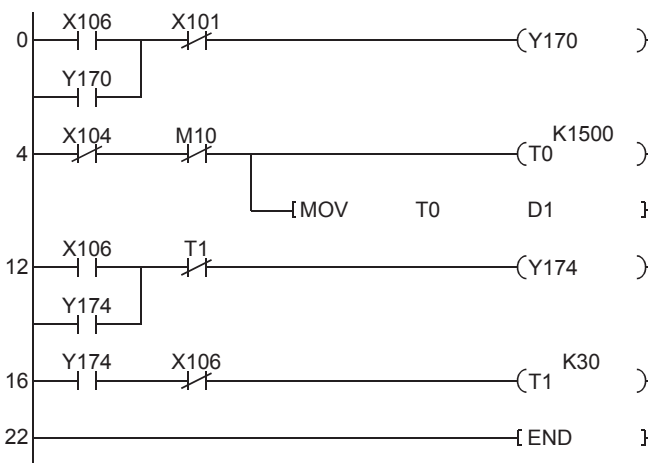 X106 X101
0 (Y170 )
Y170
X104 M10 K1500
4 (T0 )
[MOV T0 D1 ]
X106 T1
12 (Y174 )
Y174
Y174 X106 K30
16 (T1 )
22 [END ]